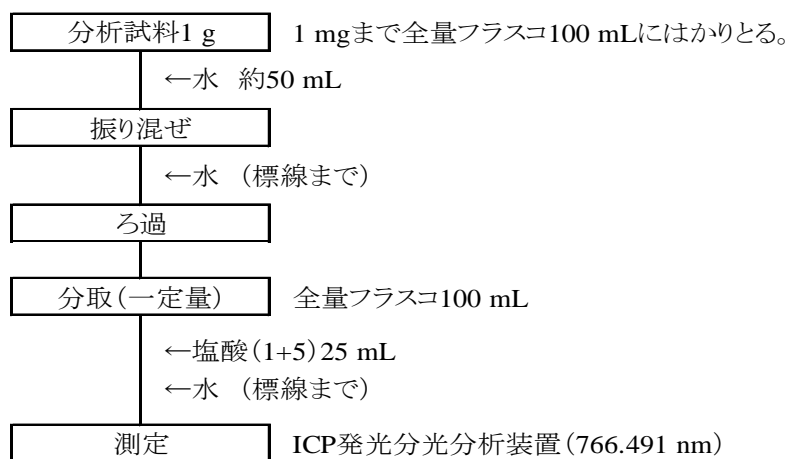 分析試料1 g　1 mgまで全量フラスコ100 mLにはかりとる。
←水　約50 mL
振り混ぜ
←水　（標線まで）
ろ過
分取（一定量）　全量フラスコ100 mL
←塩酸（1+5）25 mL
←水　（標線まで）
測定　ICP発光分光分析装置（766.491 nm）